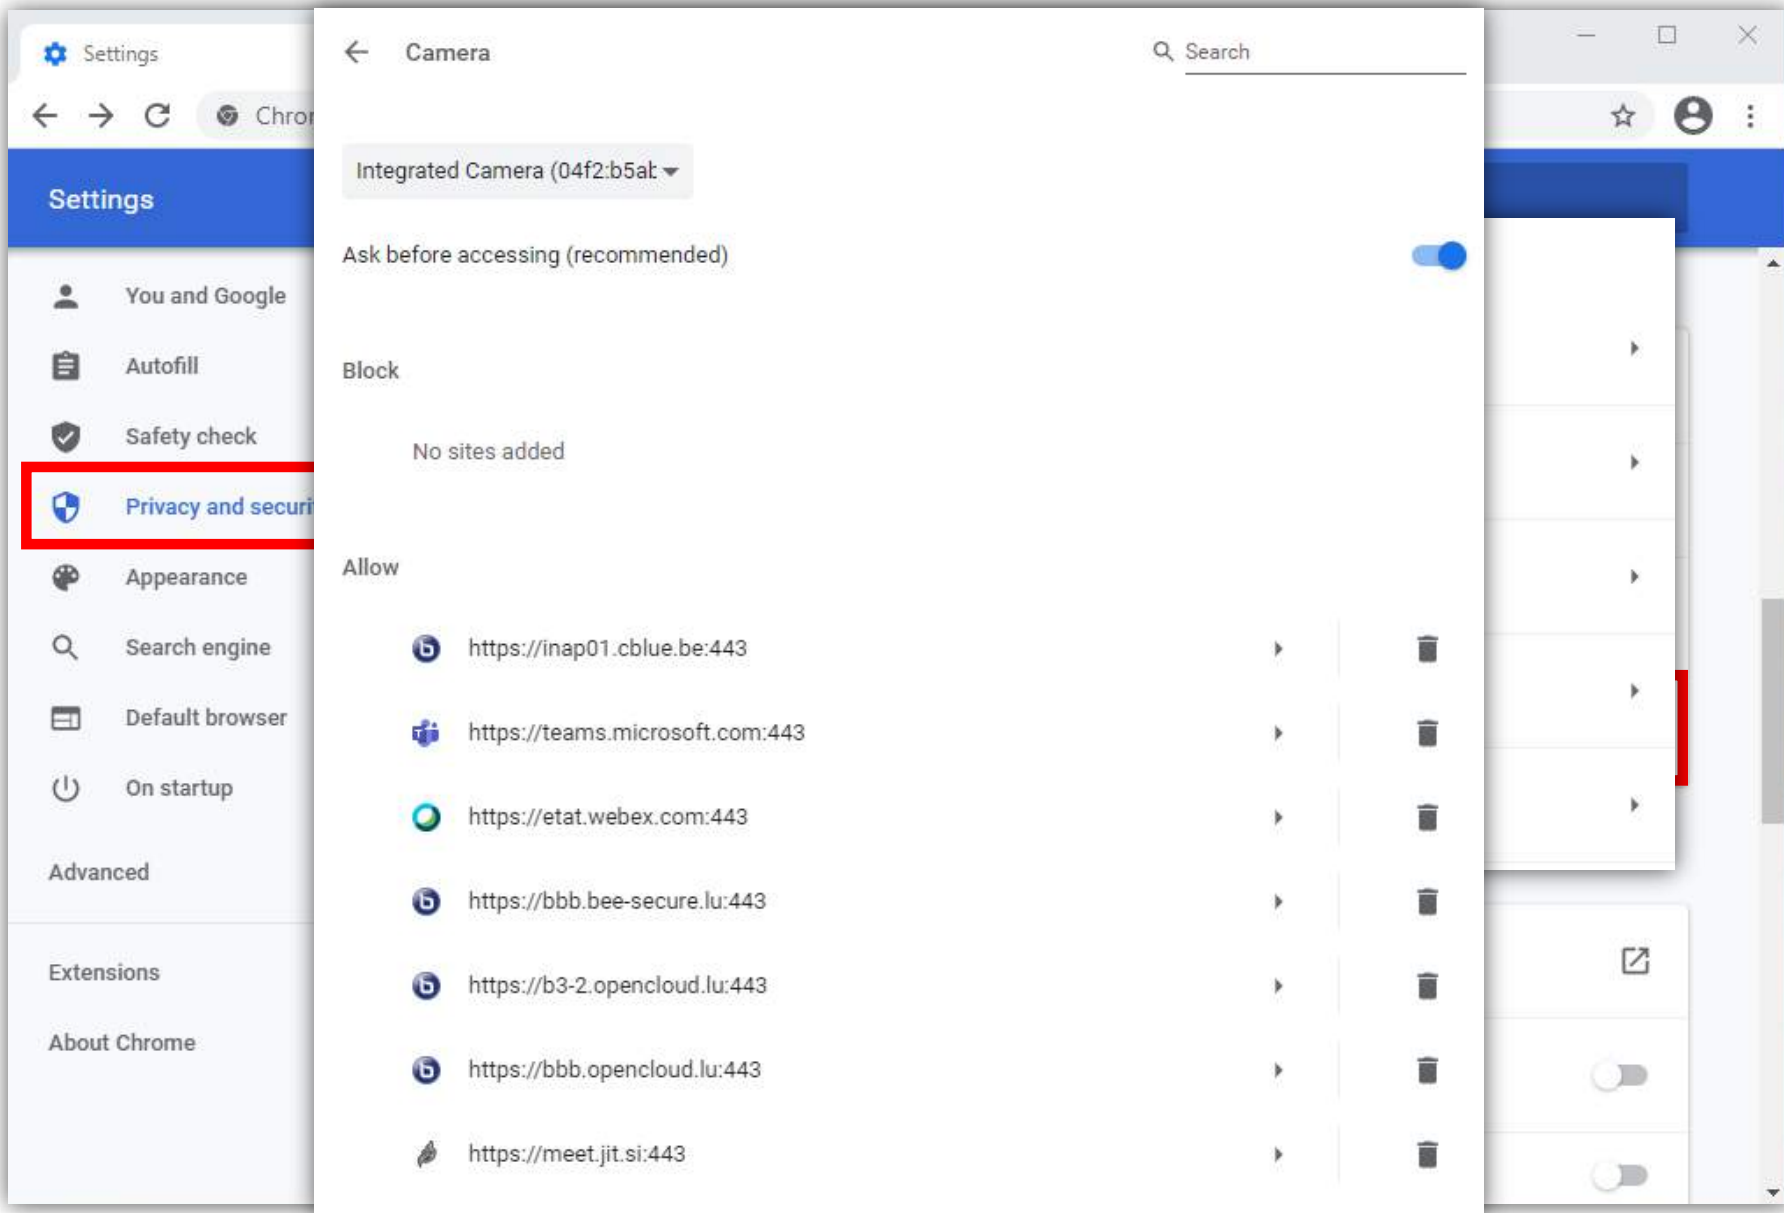 Settings
Chror
Settings
You and Google
Autofill
Safety check
Privacy and securi
Appearance
Search engine
Default browser
On startup
Advanced
Extensions
About Chrome
Camera
Search
Integrated Camera (04f2:b5ab
Ask before accessing (recommended)
Block
No sites added
Allow
https://inap01.cblue.be:443
https://teams.microsoft.com:443
https://etat.webex.com:443
https://bbb.bee-secure.lu:443
https://b3-2.opencloud.lu:443
https://bbb.opencloud.lu:443
https://meet.jit.si:443